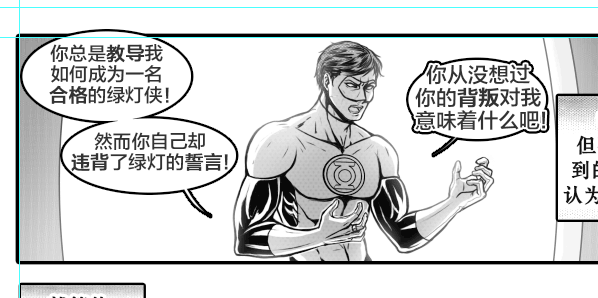 你总是教导我
如何成为一名
合格的绿灯侠!
然而你自己却
违背了绿灯的誓言!
你从没想过
你的背叛对我
意味着什么吧!
但
到的
认为